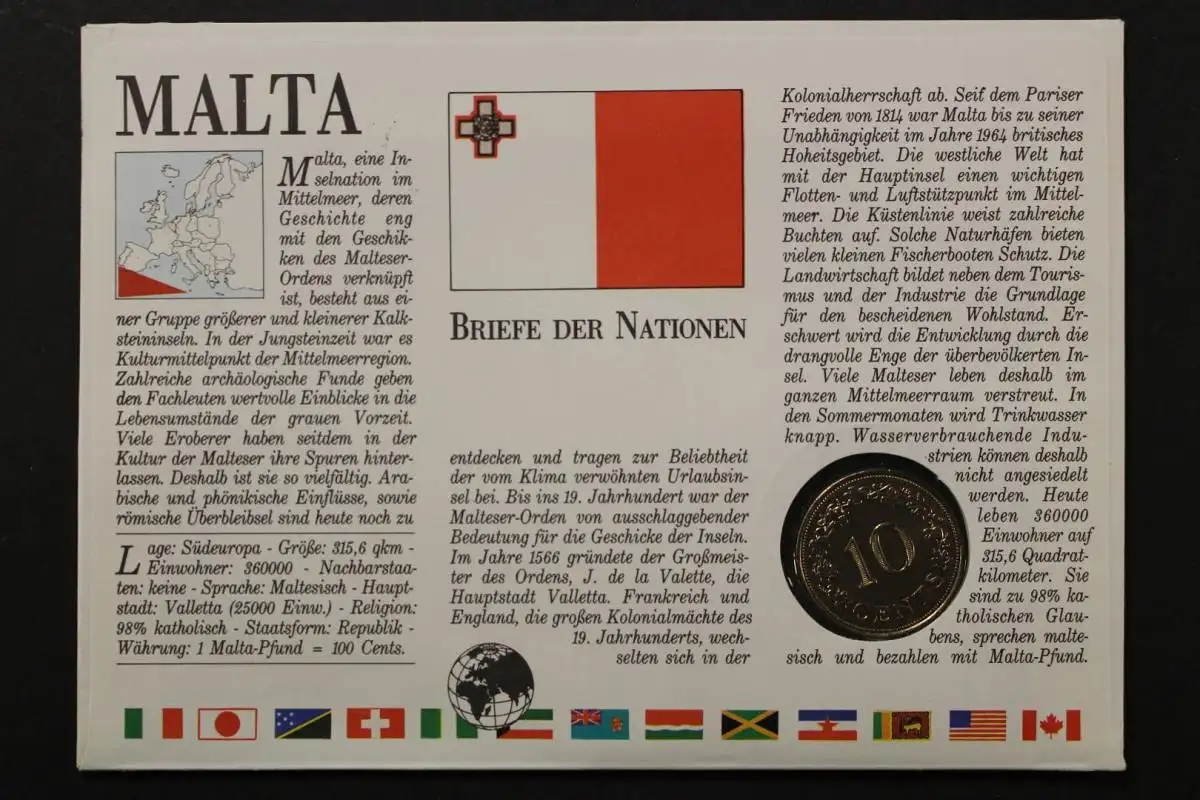 MALTA
Malta, eine In-
selnation im
Mittelmeer, deren
Geschichte eng
mit den Geschik-
ken des Malteser-
Ordens verknüpft
ist, besteht aus ei-
ner Gruppe größerer und kleinerer Kalk-
steininseln. In der Jungsteinzeit war es
Kulturmittelpunkt der Mittelmeerregion.
Zahlreiche archäologische Funde geben
den Fachleuten wertvolle Einblicke in die
Lebensumstände der grauen Vorzeit.
Viele Eroberer haben seitdem in der
Kultur der Malteser ihre Spuren hinter-
lassen. Deshalb ist sie so vielfältig. Ara-
bische und phönikische Einflüsse, sowie
römische Überbleibsel sind heute noch zu
Lage: Südeuropa - Größe: 315,6 qkm -
Einwohner: 360000 - Nachbarstaa-
ten: keine - Sprache: Maltesisch - Haupt-
stadt: Valletta (25000 Einw.) - Religion:
98% katholisch - Staatsform: Republik -
Währung: 1 Malta-Pfund = 100 Cents.
BRIEFE DER NATIONEN
entdecken und tragen zur Beliebtheit
der vom Klima verwöhnten Urlaubsin-
sel bei. Bis ins 19. Jahrhundert war der
Malteser-Orden von ausschlaggebender
Bedeutung für die Geschicke der Inseln.
Im Jahre 1566 gründete der Großmeis-
ter des Ordens, J. de la Valette, die
Hauptstadt Valletta. Frankreich und
England, die großen Kolonialmächte des
19. Jahrhunderts, wech-
selten sich in der
Kolonialherrschaft ab. Seit dem Pariser
Frieden von 1814 war Malta bis zu seiner
Unabhängigkeit im Jahre 1964 britisches
Hoheitsgebiet. Die westliche Welt hat
mit der Hauptinsel einen wichtigen
Flotten- und Luftstützpunkt im Mittel-
meer. Die Küstenlinie weist zahlreiche
Buchten auf. Solche Naturhäfen bieten
vielen kleinen Fischerbooten Schutz. Die
Landwirtschaft bildet neben dem Touris-
mus und der Industrie die Grundlage
für den bescheidenen Wohlstand. Er-
schwert wird die Entwicklung durch die
drangvolle Enge der überbevölkerten In-
sel. Viele Malteser leben deshalb im
ganzen Mittelmeerraum verstreut. In
den Sommermonaten wird Trinkwasser
knapp. Wasserverbrauchende Indu-
strien können deshalb
nicht angesiedelt
werden. Heute
leben 360000
Einwohner auf
315,6 Quadrat-
kilometer. Sie
sind zu 98% ka-
tholischen Glau-
bens, sprechen malte-
sisch und bezahlen mit Malta-Pfund.
10
CENTS